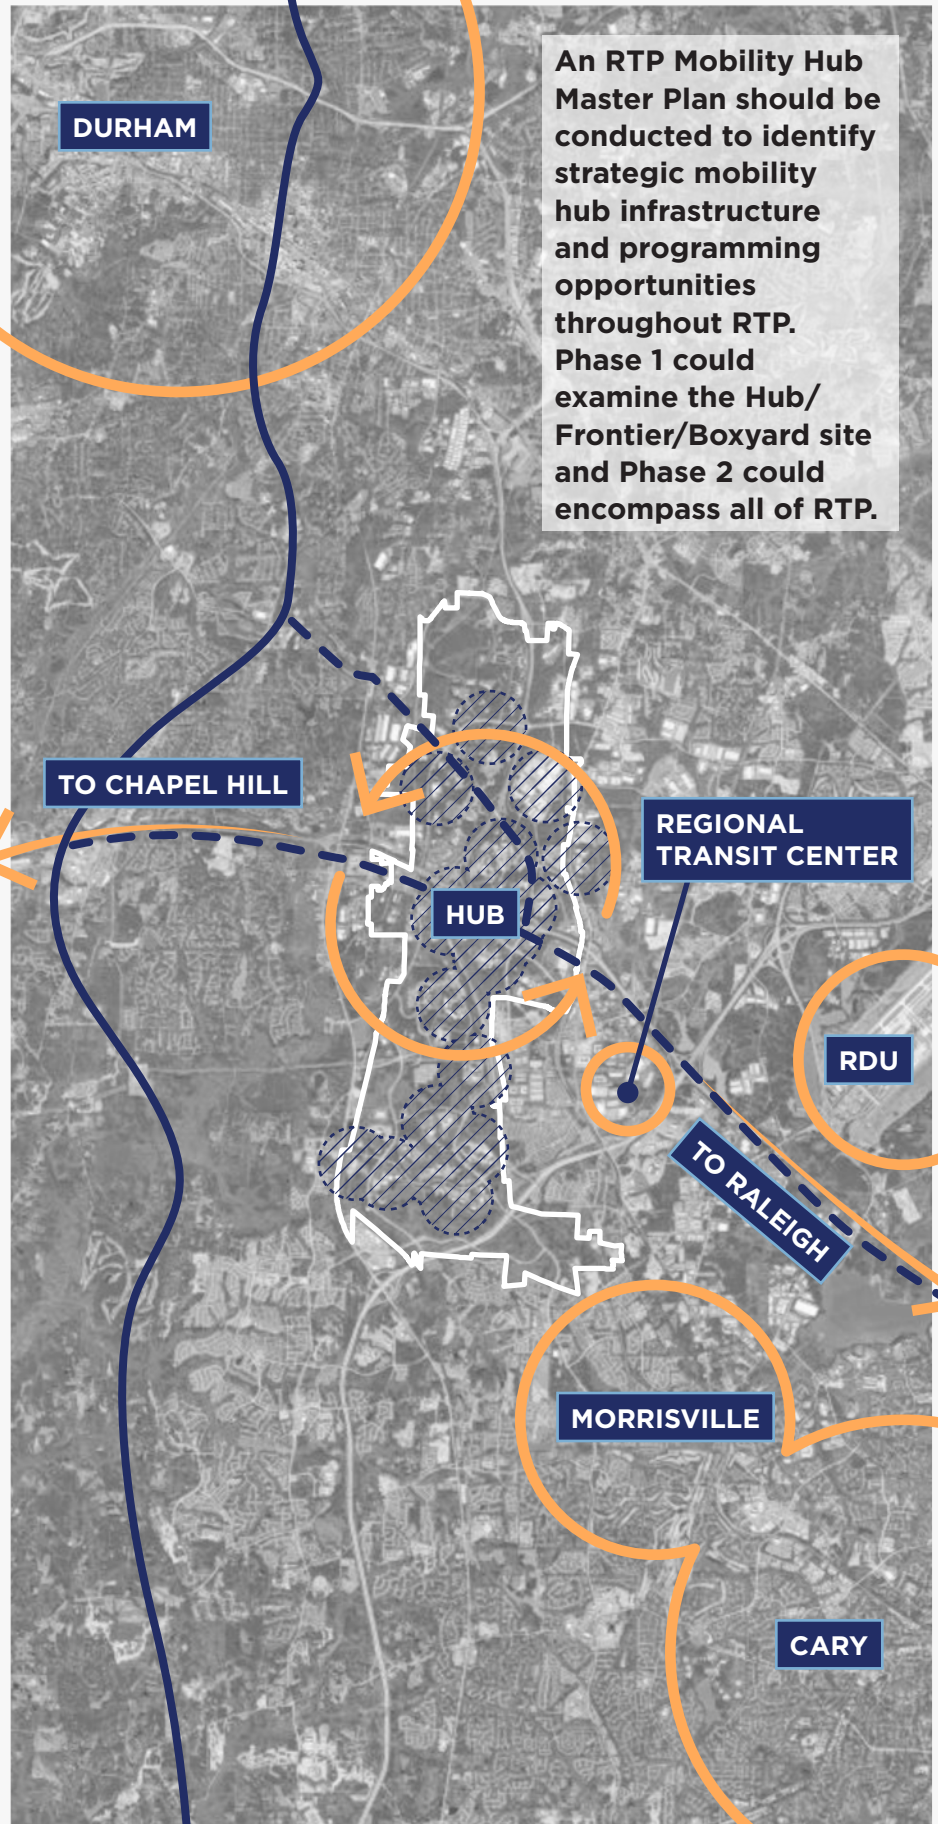 An RTP Mobility Hub
Master Plan should be
conducted to identify
strategic mobility
hub infrastructure
and programming
opportunities
throughout RTP.
Phase 1 could
examine the Hub/
Frontier/Boxyard site
and Phase 2 could
encompass all of RTP.
DURHAM
TO CHAPEL HILL
REGIONAL
TRANSIT CENTER
HUB
RDU
TO RALEIGH
MORRISVILLE
CARY